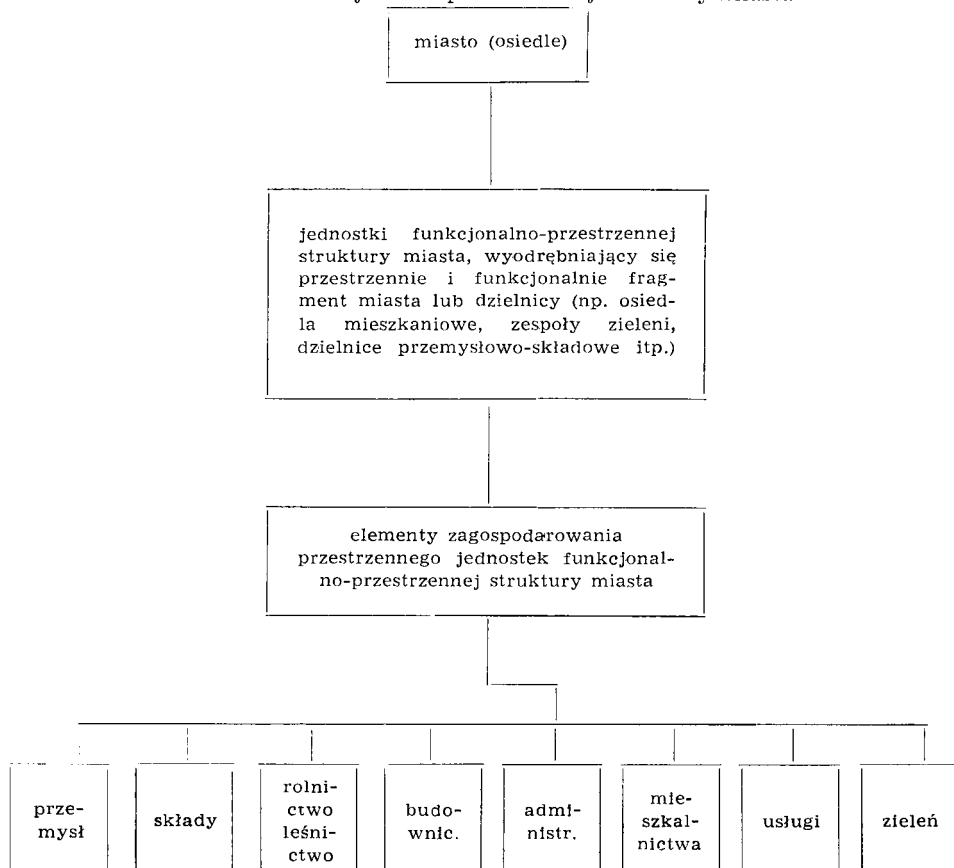 miasto (osiedle)
jednostki funkcjonalno-przestrzennej
struktury miasta, wyodrębniający się
przestrzennie i funkcjonalnie frag-
ment miasta lub dzielnicy (np. osied-
la mieszkaniowe, zespoły zieleni,
dzielnice przemysłowo-składowe itp.)
elementy zagospodarowania
przestrzennego jednostek funkcjonal-
no-przestrzennej struktury miasta
prze-
mysł
składy
rolni-
ctwo
leśni-
ctwo
budo-
wnic.
admi-
nistr.
mie-
szkal-
nictwa
usługi
zieleń